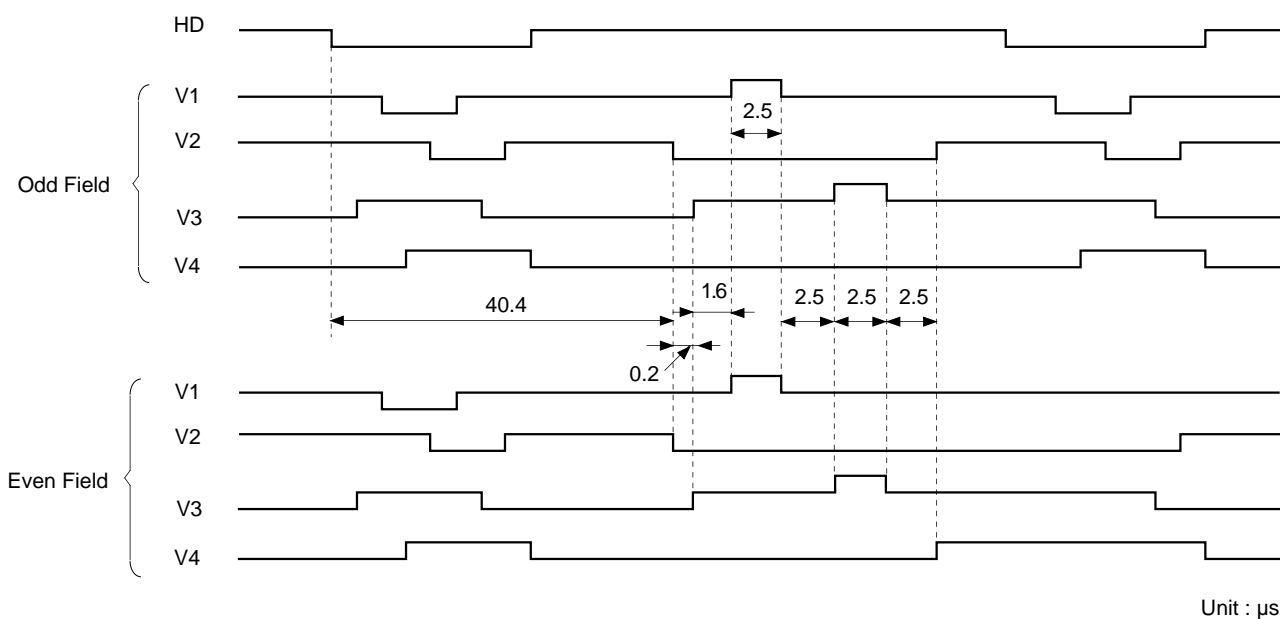 HD
V1
2.5
V2
Odd Field
V3
V4
1.6
2.5 2.5 2.5
40.4
0.2
V1
V2
Even Field
V3
V4
Unit : µs